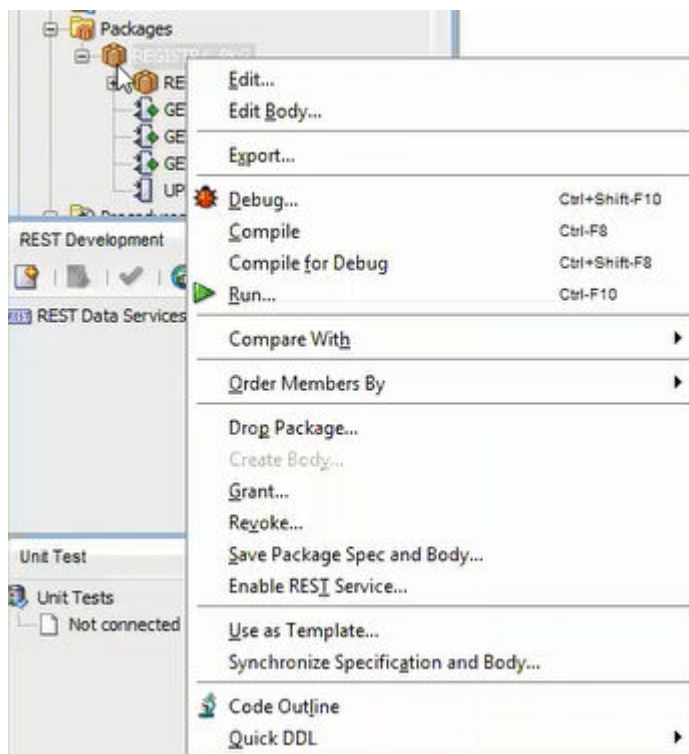 Packages
RE
Edit...
GE
Edit Body...
GE
Export...
GE
UP
Debug... Ctrl+Shift-F10
REST Development
Compile Ctrl-F8
Compile for Debug Ctrl+Shift-F8
Run... Ctrl-F10
REST Data Services
Compare With
Order Members By
Drop Package...
Create Body...
Grant...
Revoke...
Save Package Spec and Body...
Enable REST Service...
Unit Test
Unit Tests
Not connected
Use as Template...
Synchronize Specification and Body...
Code Outline
Quick DDL